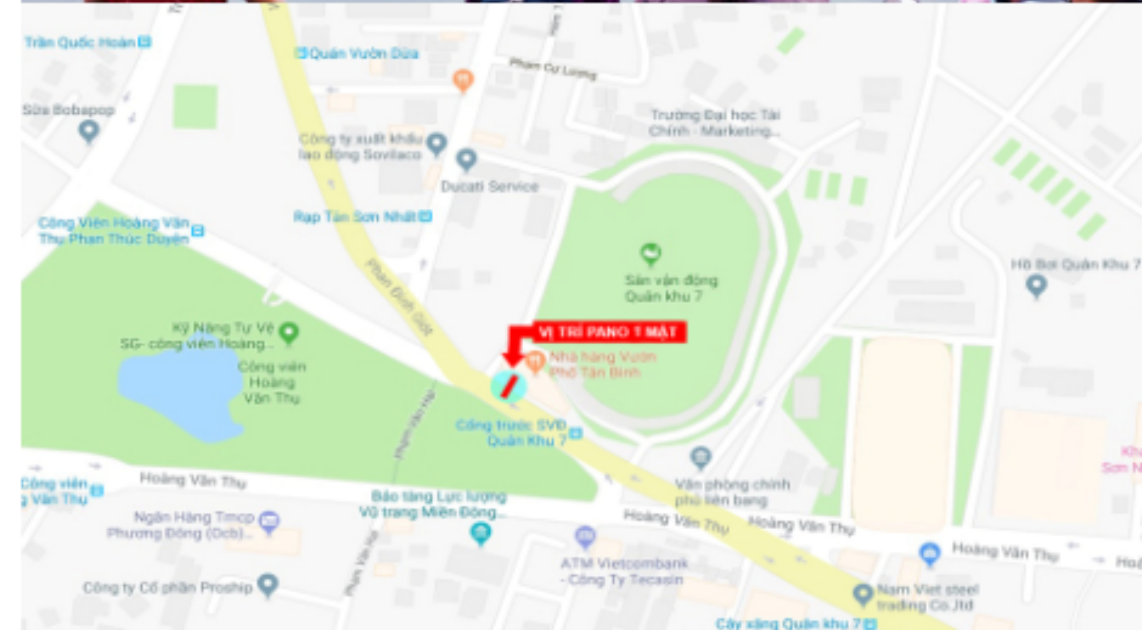 Trần Quốc Hoàn
Quán Vườn Dừa
Phạm Cự Lượng
Sữa Bobapop
Trường Đại học Tài
Chính - Marketing...
Công ty xuất khẩu
lao động Sovilaco
Ducati Service
Rạp Tân Sơn Nhất
Công Viên Hoàng Văn
Thụ Phan Thúc Duyện
Sân vận động
Quân khu 7
Hồ Bơi Quân Khu 7
Phan Đình Giót
VỊ TRÍ PANO 1 MẶT
Kỹ Năng Tự Vệ
SG- công viên Hoàng...
Công viên
Hoàng
Văn Thụ
Nhà hàng Vườn
Phố Tân Bình
Cổng trước SVĐ
Quân Khu 7
Hoàng Văn Thụ
Công viên
g Văn Thụ
Văn phòng chính
phủ liên bang
Bảo tàng Lực lượng
Vũ trang Miền Đông...
Ngân Hàng Tmcp
Phương Đông (Ocb)...
Hoàng Văn Thụ
Hoàng Văn Thụ
Hoàng Văn Thụ
ATM Vietcombank
- Công Ty Tecasin
Công ty Cổ phần Proship
Phạm Văn Hai
Nam Viet steel
trading Co.,ltd
Cây xăng Quân khu 7